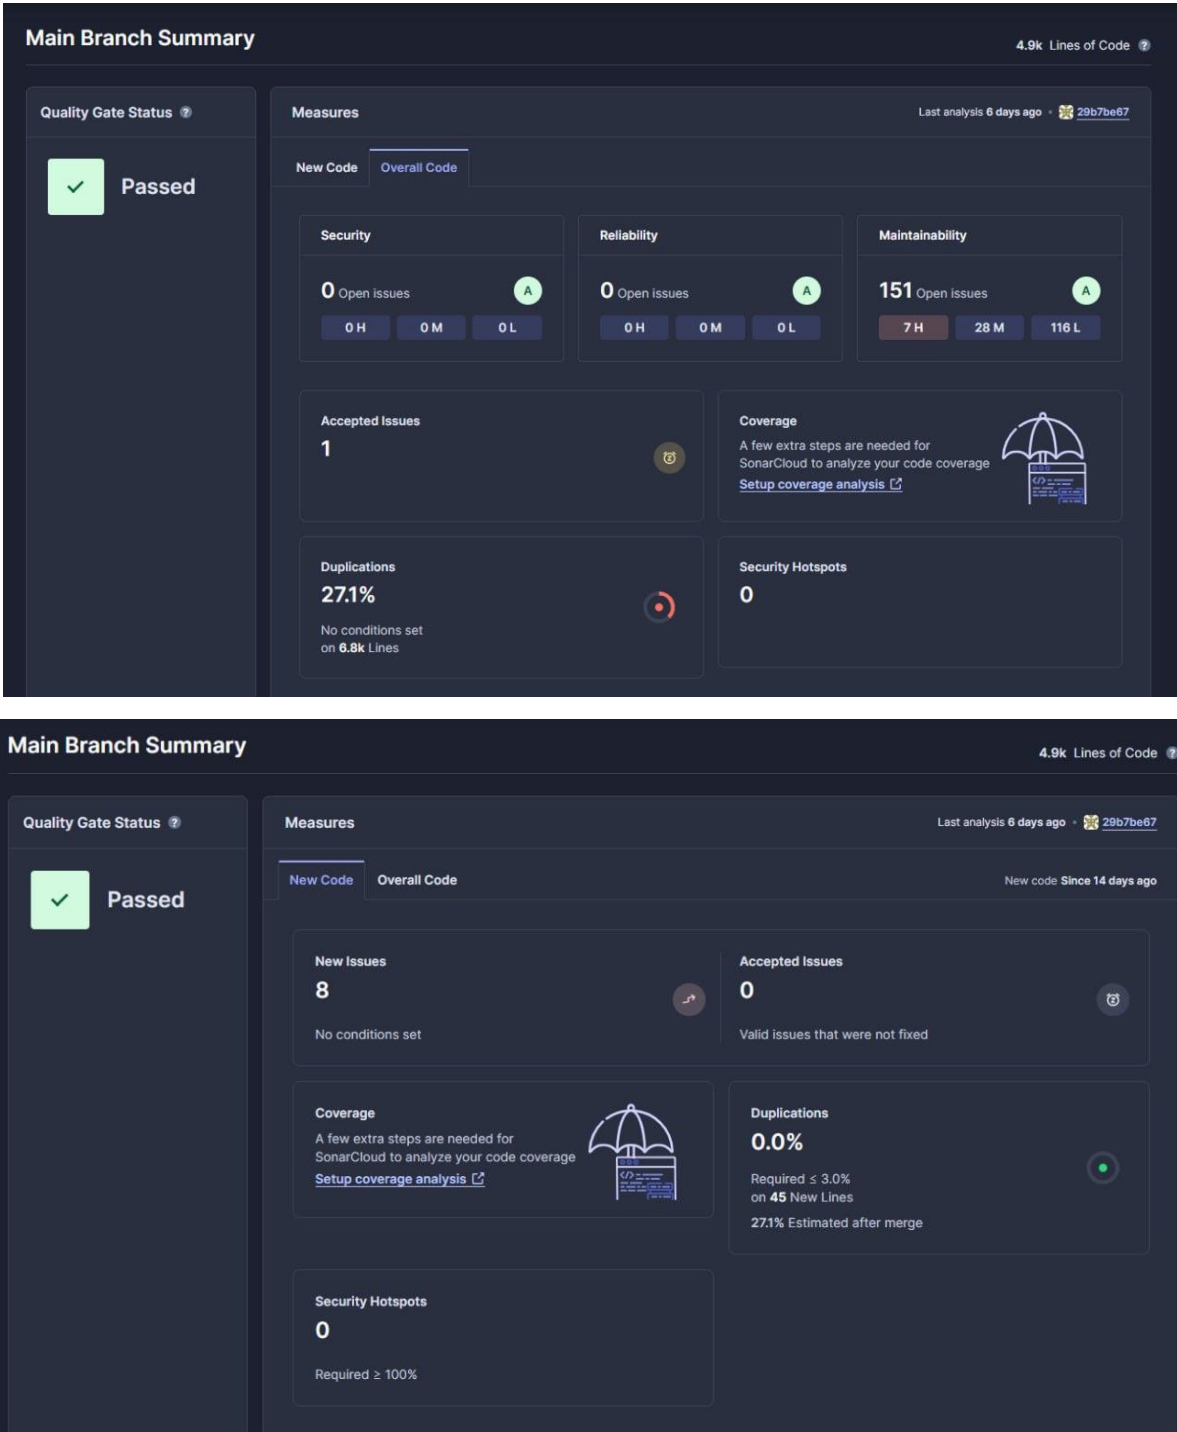 Main Branch Summary
4.9k Lines of Code ?
Quality Gate Status ?
Passed
Measures
Last analysis 6 days ago • 29b7be67
New Code Overall Code
Security
0 Open issues A
0 H 0 M 0 L
Reliability
0 Open issues A
0 H 0 M 0 L
Maintainability
151 Open issues A
7 H 28 M 116 L
Accepted Issues
1
Coverage
A few extra steps are needed for
SonarCloud to analyze your code coverage
Setup coverage analysis
Duplications
27.1%
No conditions set
on 6.8k Lines
Security Hotspots
0
Main Branch Summary
4.9k Lines of Code ?
Quality Gate Status ?
Passed
Measures
Last analysis 6 days ago • 29b7be67
New Code Overall Code
New code Since 14 days ago
New Issues
8
No conditions set
Accepted Issues
0
Valid issues that were not fixed
Coverage
A few extra steps are needed for
SonarCloud to analyze your code coverage
Setup coverage analysis
Duplications
0.0%
Required ≤ 3.0%
on 45 New Lines
27.1% Estimated after merge
Security Hotspots
0
Required ≥ 100%